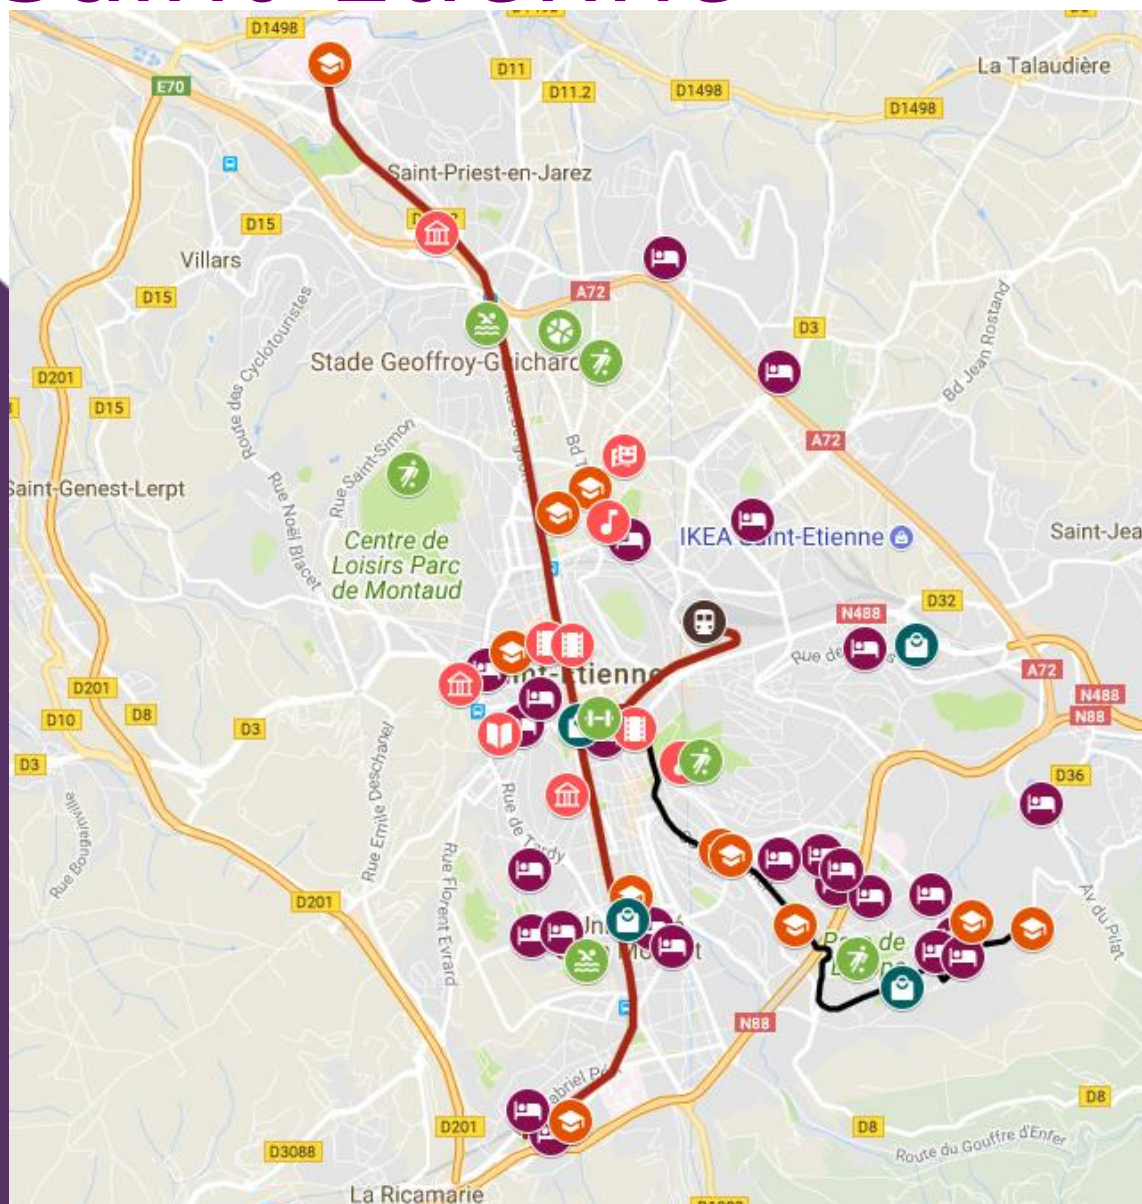 D1498
D11
La Talaudière
E70
D11.2
D1498
D1498
Saint-Priest-en-Jarez
D15
Villars
A72
D15
Route des Cyclotouristes
D3
Bd Jean Rostand
Stade Geoffroy-Guichard
D201
D15
A72
Rue Saint-Simon
Saint-Genest-Lerpt
Rue Noël Blacet
Centre de
Loisirs Parc
de Montaud
IKEA Saint-Etienne
Saint-Jea
D32
N488
Rue de
A72
D201
N488
D10
D8
D3
N88
D3
D36
Rue Bougainville
Rue Emile Deschanel
Rue de Tardy
Rue Florent Evrard
D201
Av du Pilat
N88
D8
D201
D8
D3088
Route du Gouffre d'Enfer
La Ricamarie